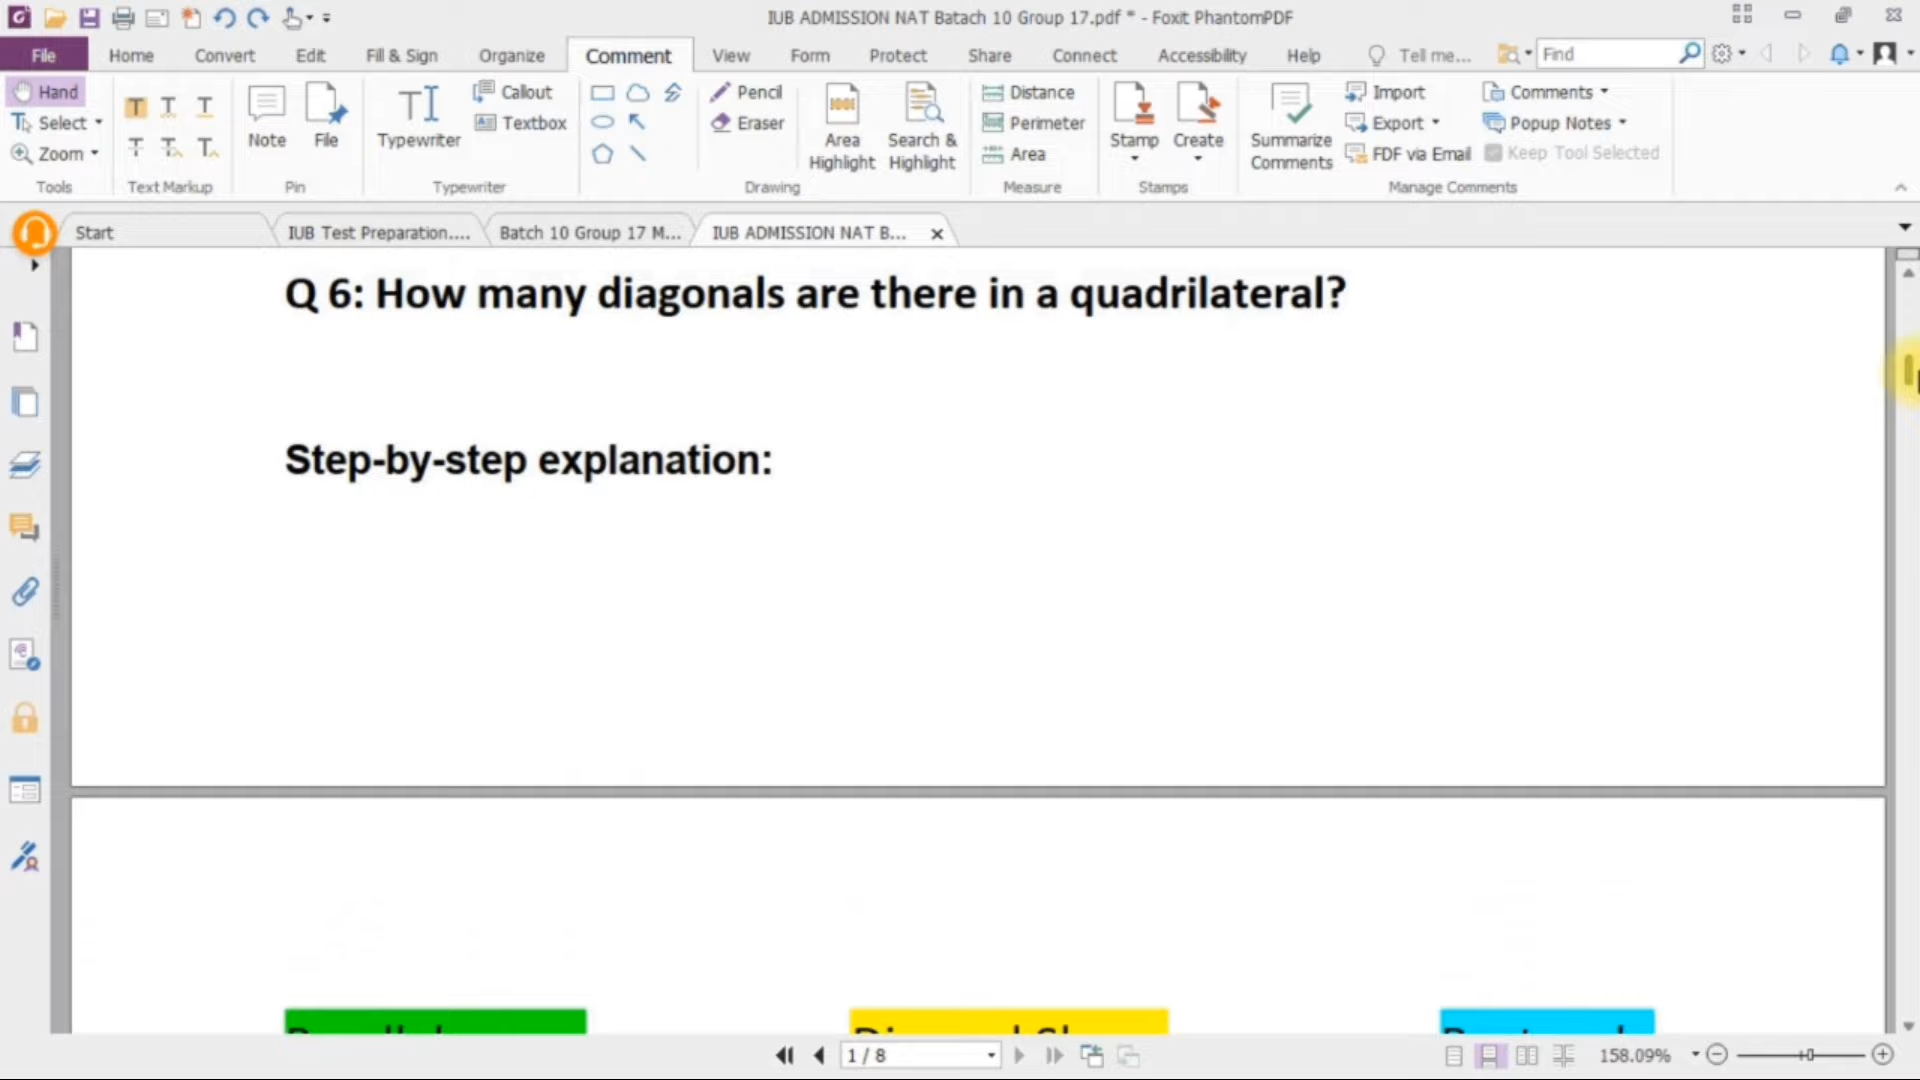 IUB ADMISSION NAT Batach 10 Group 17.pdf * - Foxit PhantomPDF
File Home Convert Edit Fill & Sign Organize Comment View Form Protect Share Connect Accessibility Help Tell me... Find
Hand
Select
Zoom
Tools
Text Markup
Note
File
Pin
Typewriter
Callout
Textbox
Typewriter
Pencil
Eraser
Area Highlight
Search & Highlight
Drawing
Distance
Perimeter
Area
Measure
Stamp
Create
Stamps
Summarize Comments
Import
Export
FDF via Email
Comments
Popup Notes
Keep Tool Selected
Manage Comments
Start
IUB Test Preparation....
Batch 10 Group 17 M...
IUB ADMISSION NAT B...
Q 6: How many diagonals are there in a quadrilateral?
Step-by-step explanation:
1 / 8
158.09%